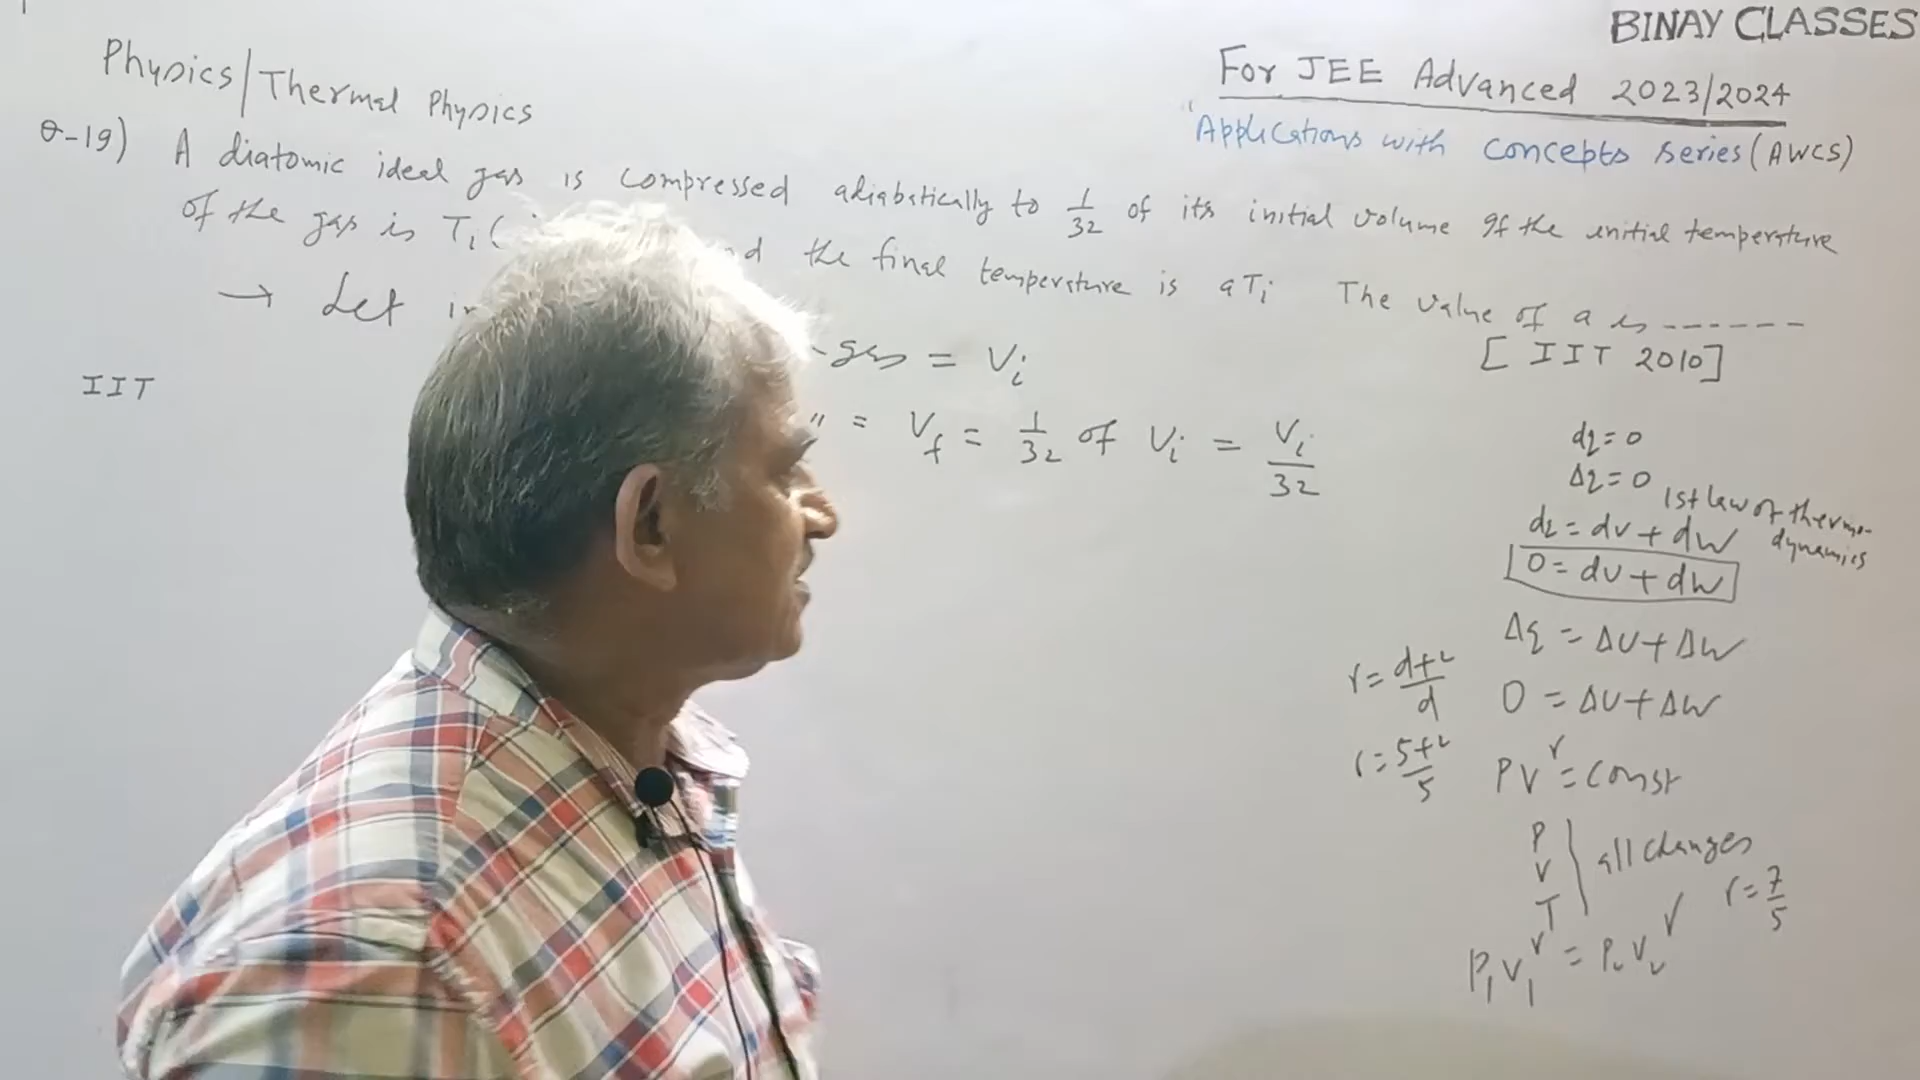 BINAY CLASSES
Physics/Thermal Physics
For JEE Advanced 2023/2024
"Applications with concepts series (AWCS)
Q-19) A diatomic ideal gas is compressed adiabatically to 1/32 of its initial volume If the initial temperature
of the gas is Ti ( the final temperature is aTi The value of a is ------
[IIT 2010]
→ Let gas = Vi
IIT
" = Vf = 1/32 of Vi = Vi/32
dq = 0
Δq = 0
1st law of thermo-
dynamics
dq = dU + dW
0 = dU + dW
Δq = ΔU + ΔW
r = d+2/d
0 = ΔU + ΔW
r = 5+2/5
PV^r = Const
P
V
T
all changes
r = 7/5
P₁V₁^r = P₂V₂^r